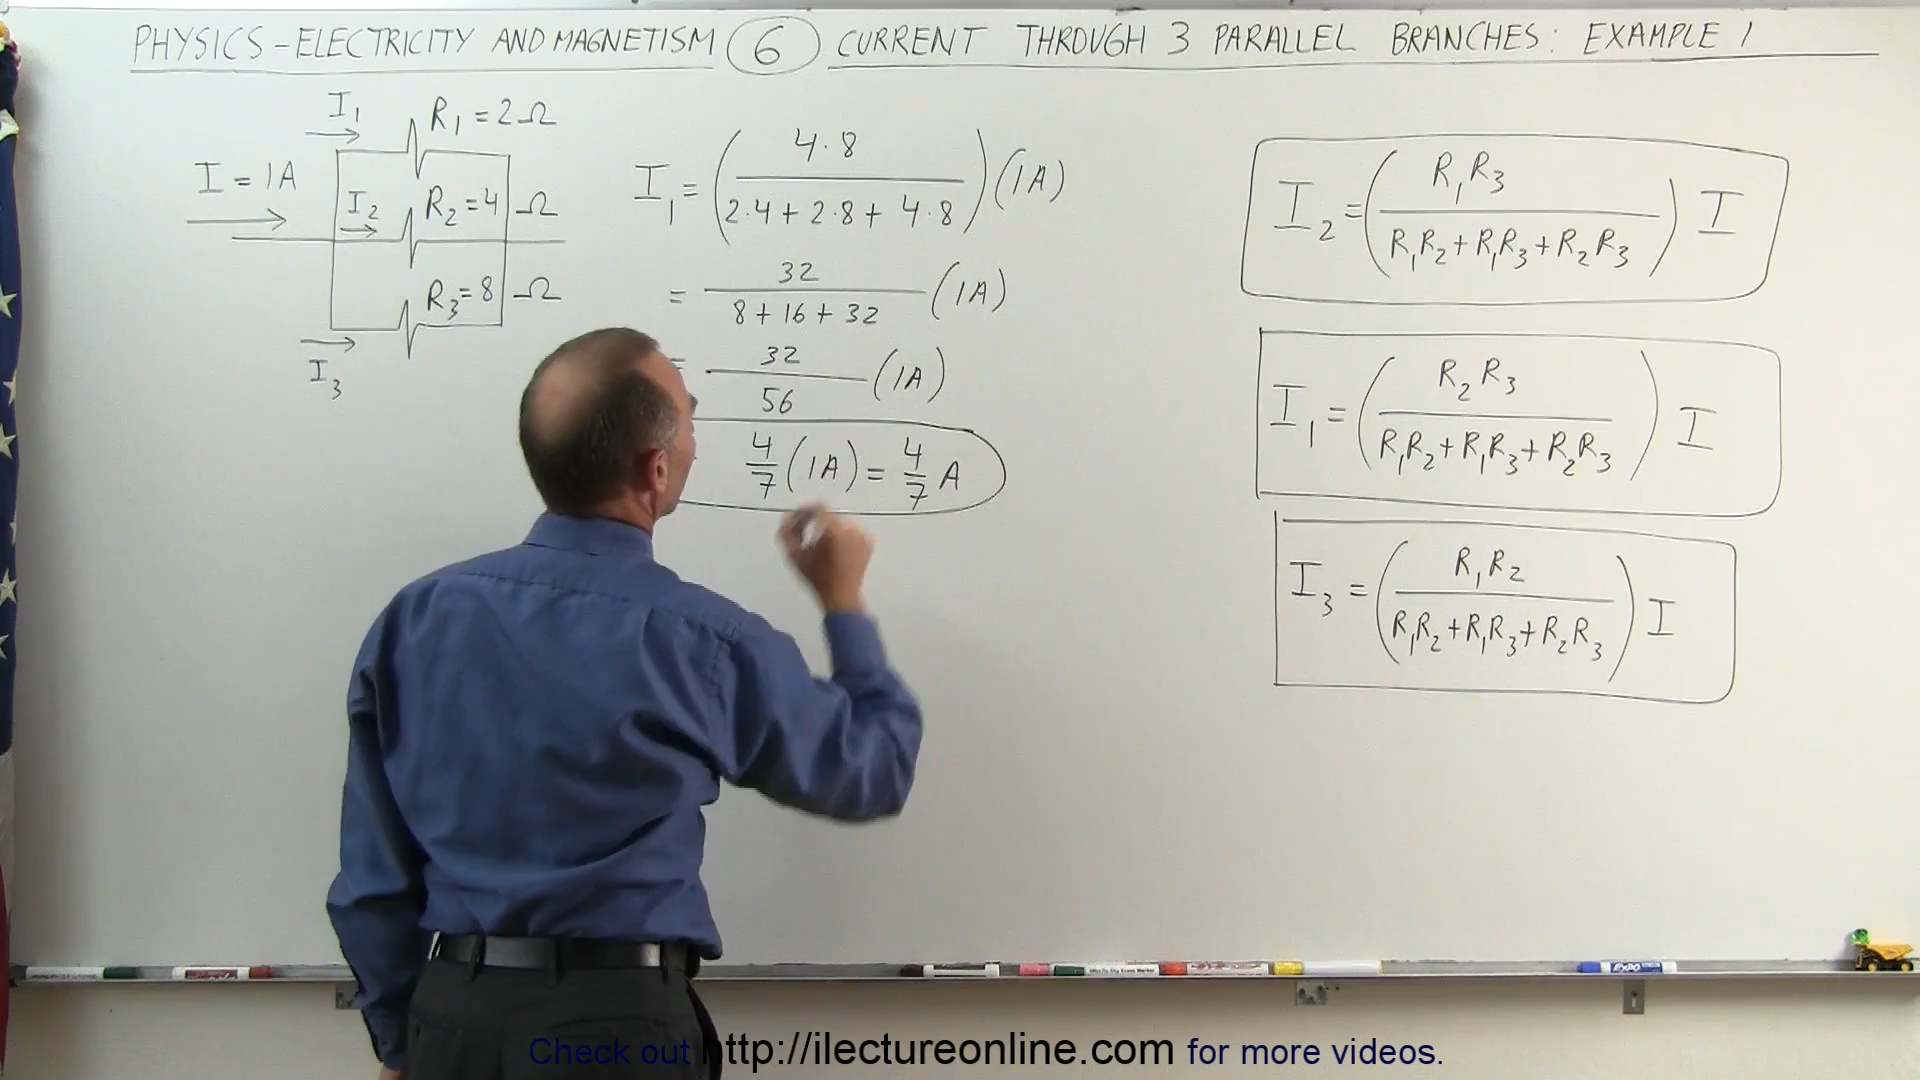 PHYSICS - ELECTRICITY AND MAGNETISM 6 CURRENT THROUGH 3 PARALLEL BRANCHES: EXAMPLE 1
I₁
R₁ = 2 Ω
I = 1A
I₂
R₂ = 4 Ω
R₃ = 8 Ω
I₃
I₁ = (4·8 / 2·4 + 2·8 + 4·8) (1A)
= 32 / 8 + 16 + 32 (1A)
= 32 / 56 (1A)
4/7 (1A) = 4/7 A
I₂ = (R₁R₃ / R₁R₂ + R₁R₃ + R₂R₃) I
I₁ = (R₂R₃ / R₁R₂ + R₁R₃ + R₂R₃) I
I₃ = (R₁R₂ / R₁R₂ + R₁R₃ + R₂R₃) I
EXPO
Check out http://ilectureonline.com for more videos.